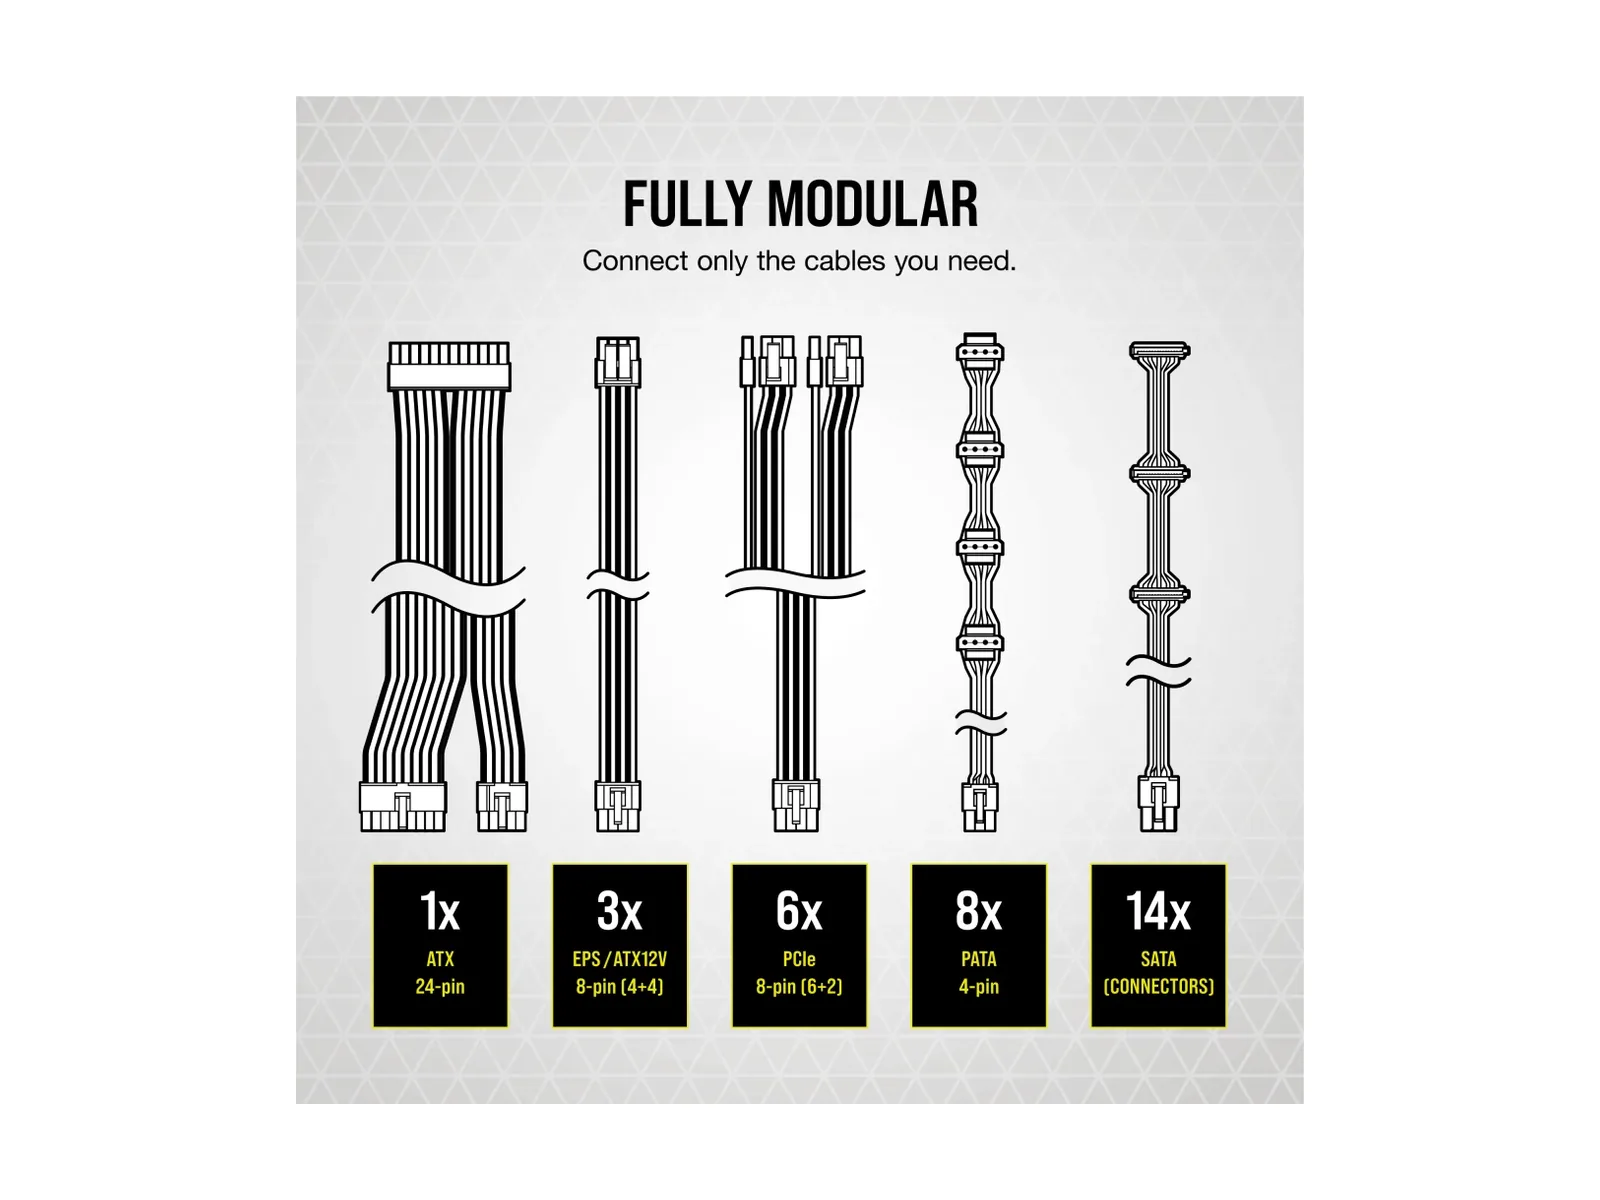 FULLY MODULAR
Connect only the cables you need.
1x
ATX
24-pin
3x
EPS/ATX12V
8-pin (4+4)
6x
PCIe
8-pin (6+2)
8x
PATA
4-pin
14x
SATA
(CONNECTORS)